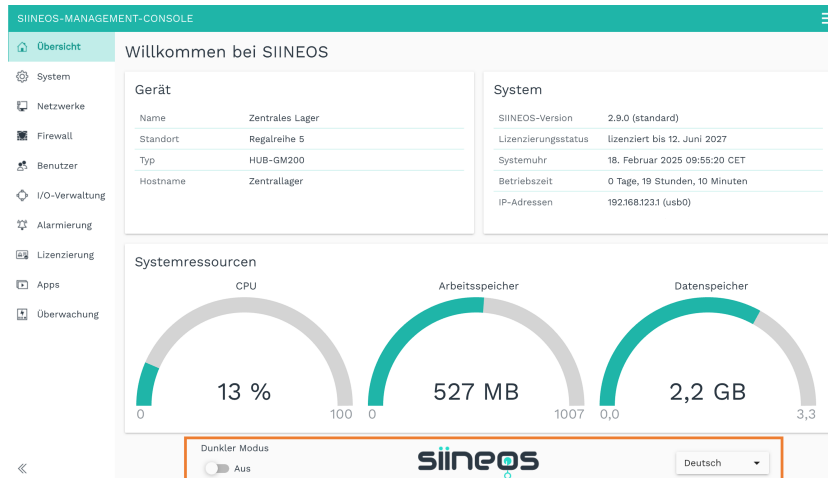 SIINEOS-MANAGEMENT-CONSOLE
Übersicht
System
Netzwerke
Firewall
Benutzer
I/O-Verwaltung
Alarmierung
Lizenzierung
Apps
Überwachung
Willkommen bei SIINEOS
Gerät
Name Zentrales Lager
Standort Regalreihe 5
Typ HUB-GM200
Hostname Zentrallager
System
SIINEOS-Version 2.9.0 (standard)
Lizenzierungsstatus lizenziert bis 12. Juni 2027
Systemuhr 18. Februar 2025 09:55:20 CET
Betriebszeit 0 Tage, 19 Stunden, 10 Minuten
IP-Adressen 192.168.123.1 (usb0)
Systemressourcen
CPU
13 %
0 100
Arbeitsspeicher
527 MB
0 1007
Datenspeicher
2,2 GB
0,0 3,3
Dunkler Modus
Aus
siineos
Deutsch